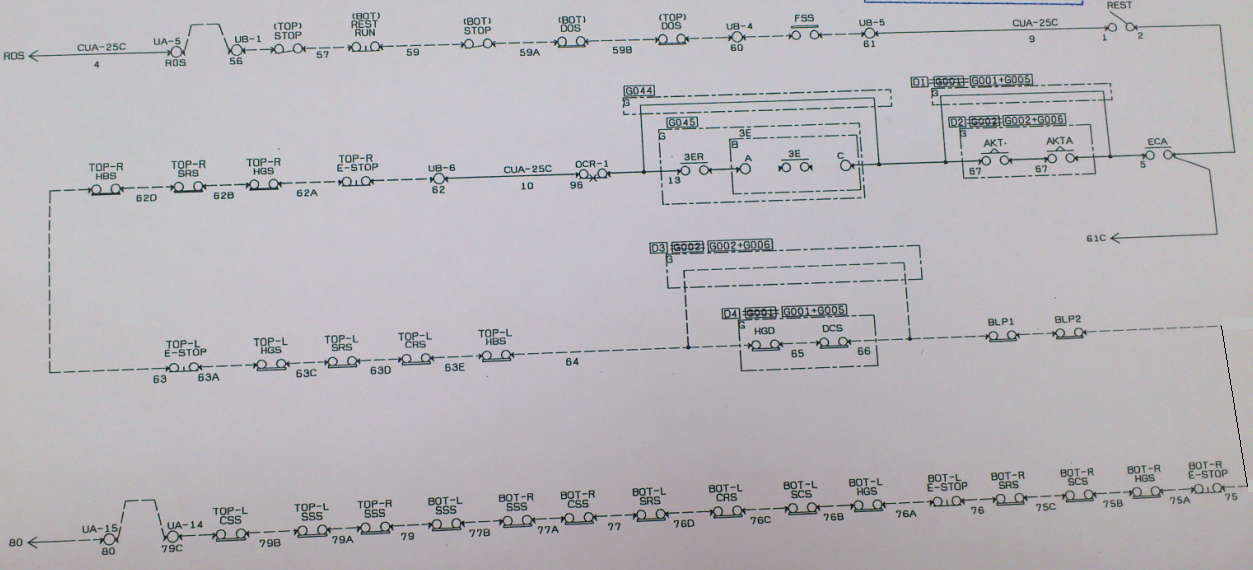 ROS CUA-25C 4 UA-5 ROS UB-1 56 (TOP) STOP 57 (BOT) REST RUN 59 (BOT) STOP 59A (BOT) DOS 59B (TOP) DOS UB-4 60 FSS UB-5 61 CUA-25C 9 REST 1 2
G044 G
G045 G
3E B
D1 G001 G001+G005 G
D2 G002 G002+G006 G
TOP-R HBS 62D TOP-R SRS 62B TOP-R HGS 62A TOP-R E-STOP UB-6 62 CUA-25C 10 OCR-1 96 13 3ER A 3E C 67 AKT 67 AKTA 5 ECA
61C
D3 G002 G002+G006 G
D4 G001 G001+G005 G
63 TOP-L E-STOP 63A TOP-L HGS 63C TOP-L SRS 63D TOP-L CRS 63E TOP-L HBS 64 HGD 65 DCS 66 BLP1 BLP2
80 UA-15 80 UA-14 79C TOP-L CSS 79B TOP-L SSS 79A TOP-R SSS 79 BOT-L SSS 77B BOT-R SSS 77A BOT-R CSS 77 BOT-L SRS 76D BOT-L CRS 76C BOT-L SCS 76B BOT-L HGS 76A BOT-L E-STOP 76 BOT-R SRS 75C BOT-R SCS 75B BOT-R HGS 75A BOT-R E-STOP 75